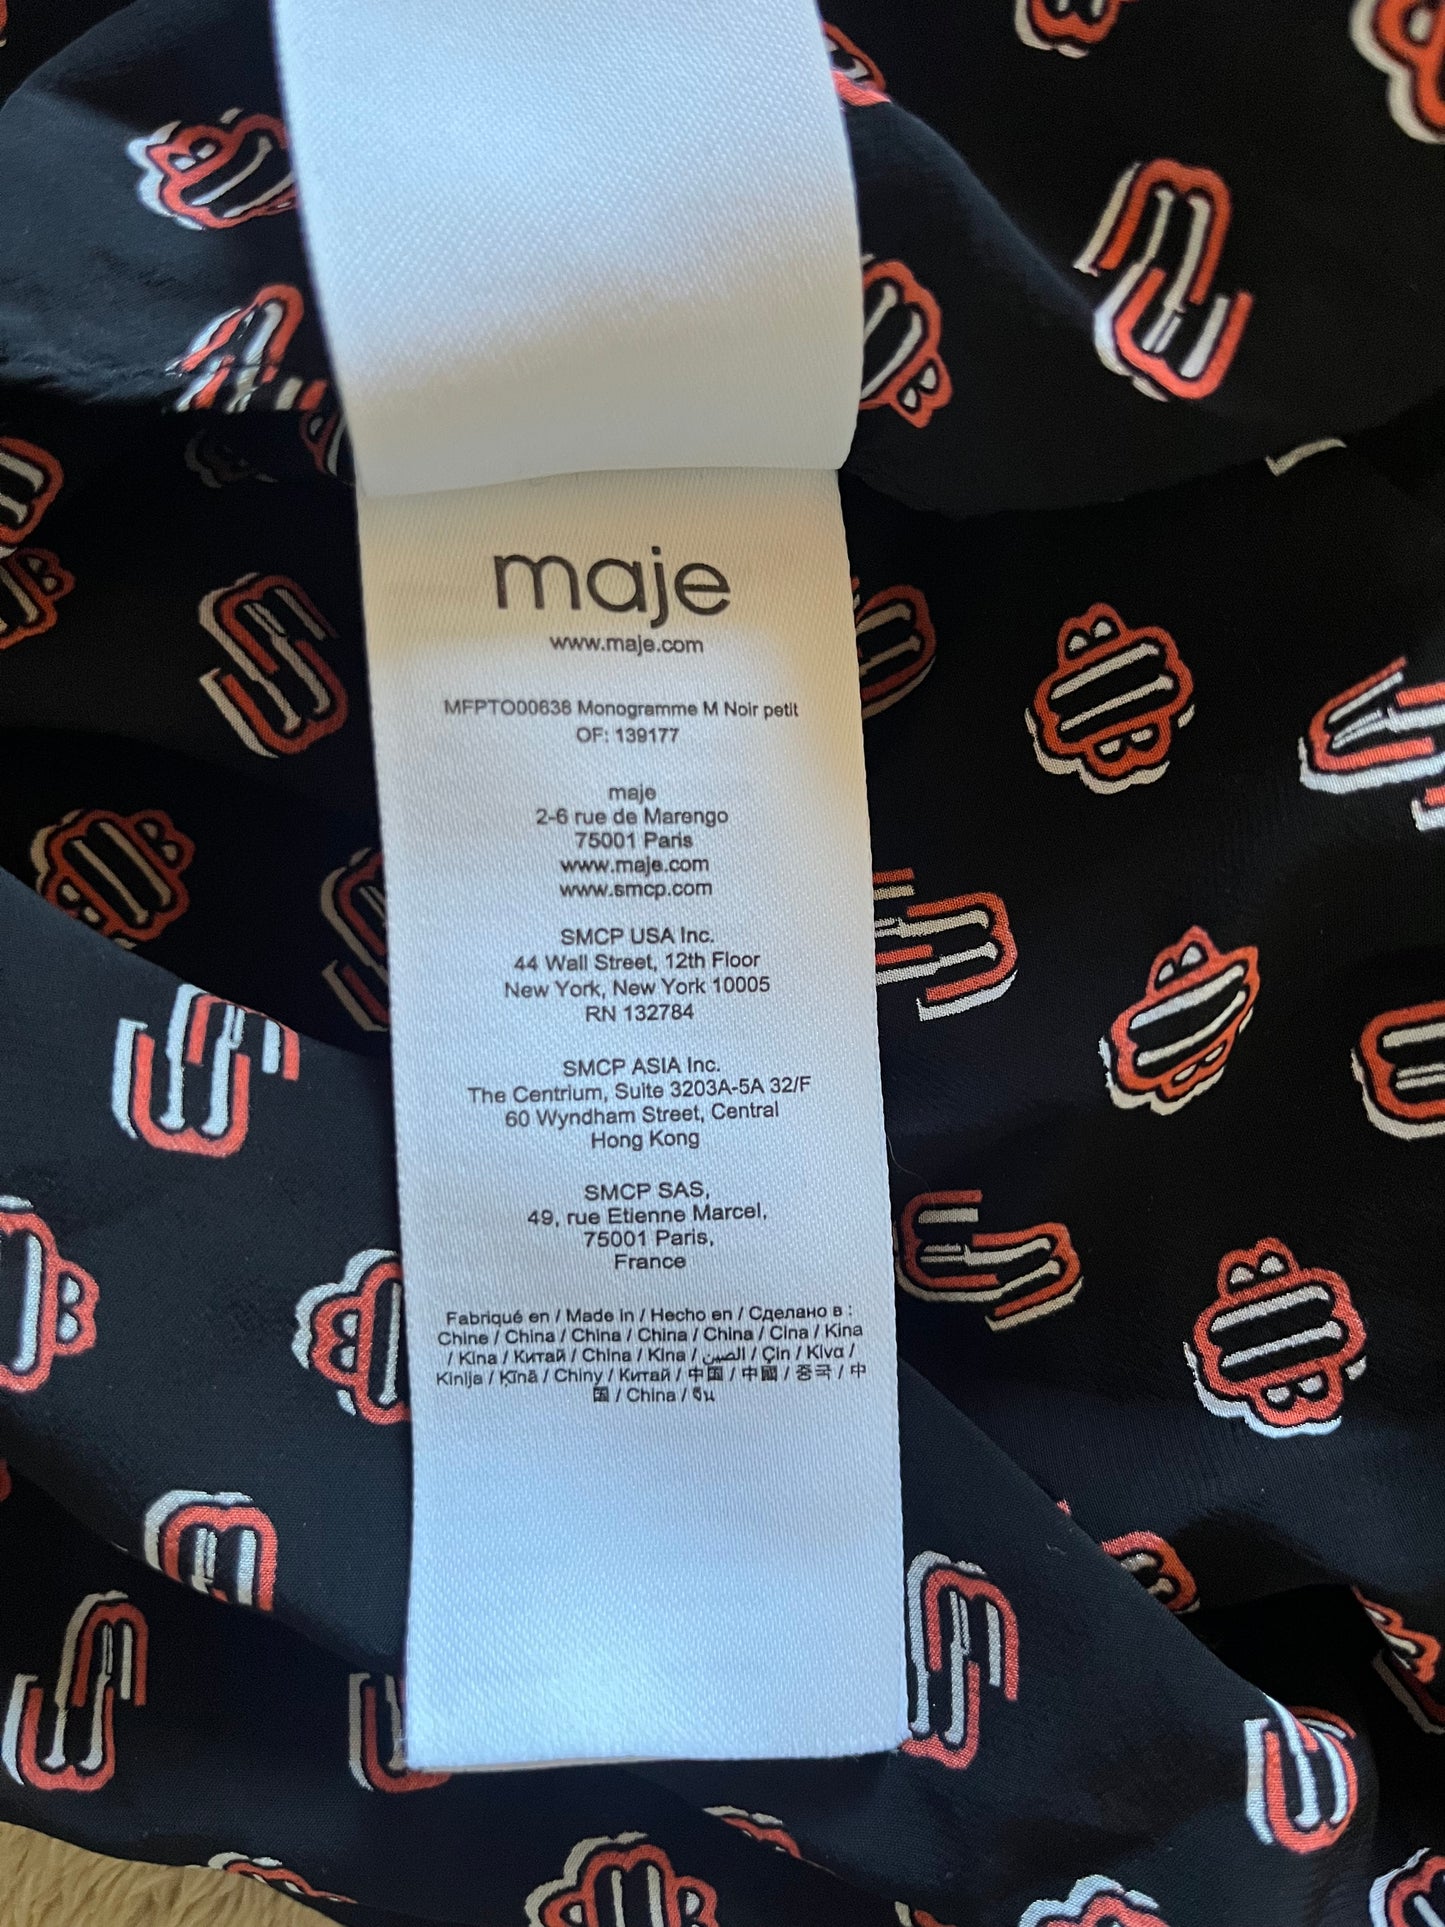 maje
www.maje.com
MFPTO00638 Monogramme M Noir petit
OF: 139177
maje
2-6 rue de Marengo
75001 Paris
www.maje.com
www.smcp.com
SMCP USA Inc.
44 Wall Street, 12th Floor
New York, New York 10005
RN 132784
SMCP ASIA Inc.
The Centrium, Suite 3203A-5A 32/F
60 Wyndham Street, Central
Hong Kong
SMCP SAS,
49, rue Etienne Marcel,
75001 Paris,
France
Fabriqué en / Made in / Hecho en / Сделано в :
Chine / China / China / China / China / Cina / Kina
/ Kina / Китай / China / Kina / الصين / Çin / Κίνα /
Kinija / Ķīnā / Chiny / Китай / 中国 / 中國 / 중국 / 中
国 / China / จีน